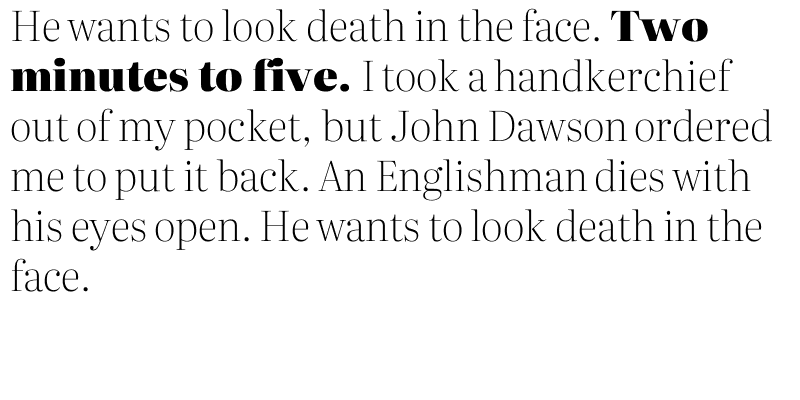 He wants to look death in the face. Two
minutes to five. I took a handkerchief
out of my pocket, but John Dawson ordered
me to put it back. An Englishman dies with
his eyes open. He wants to look death in the
face.